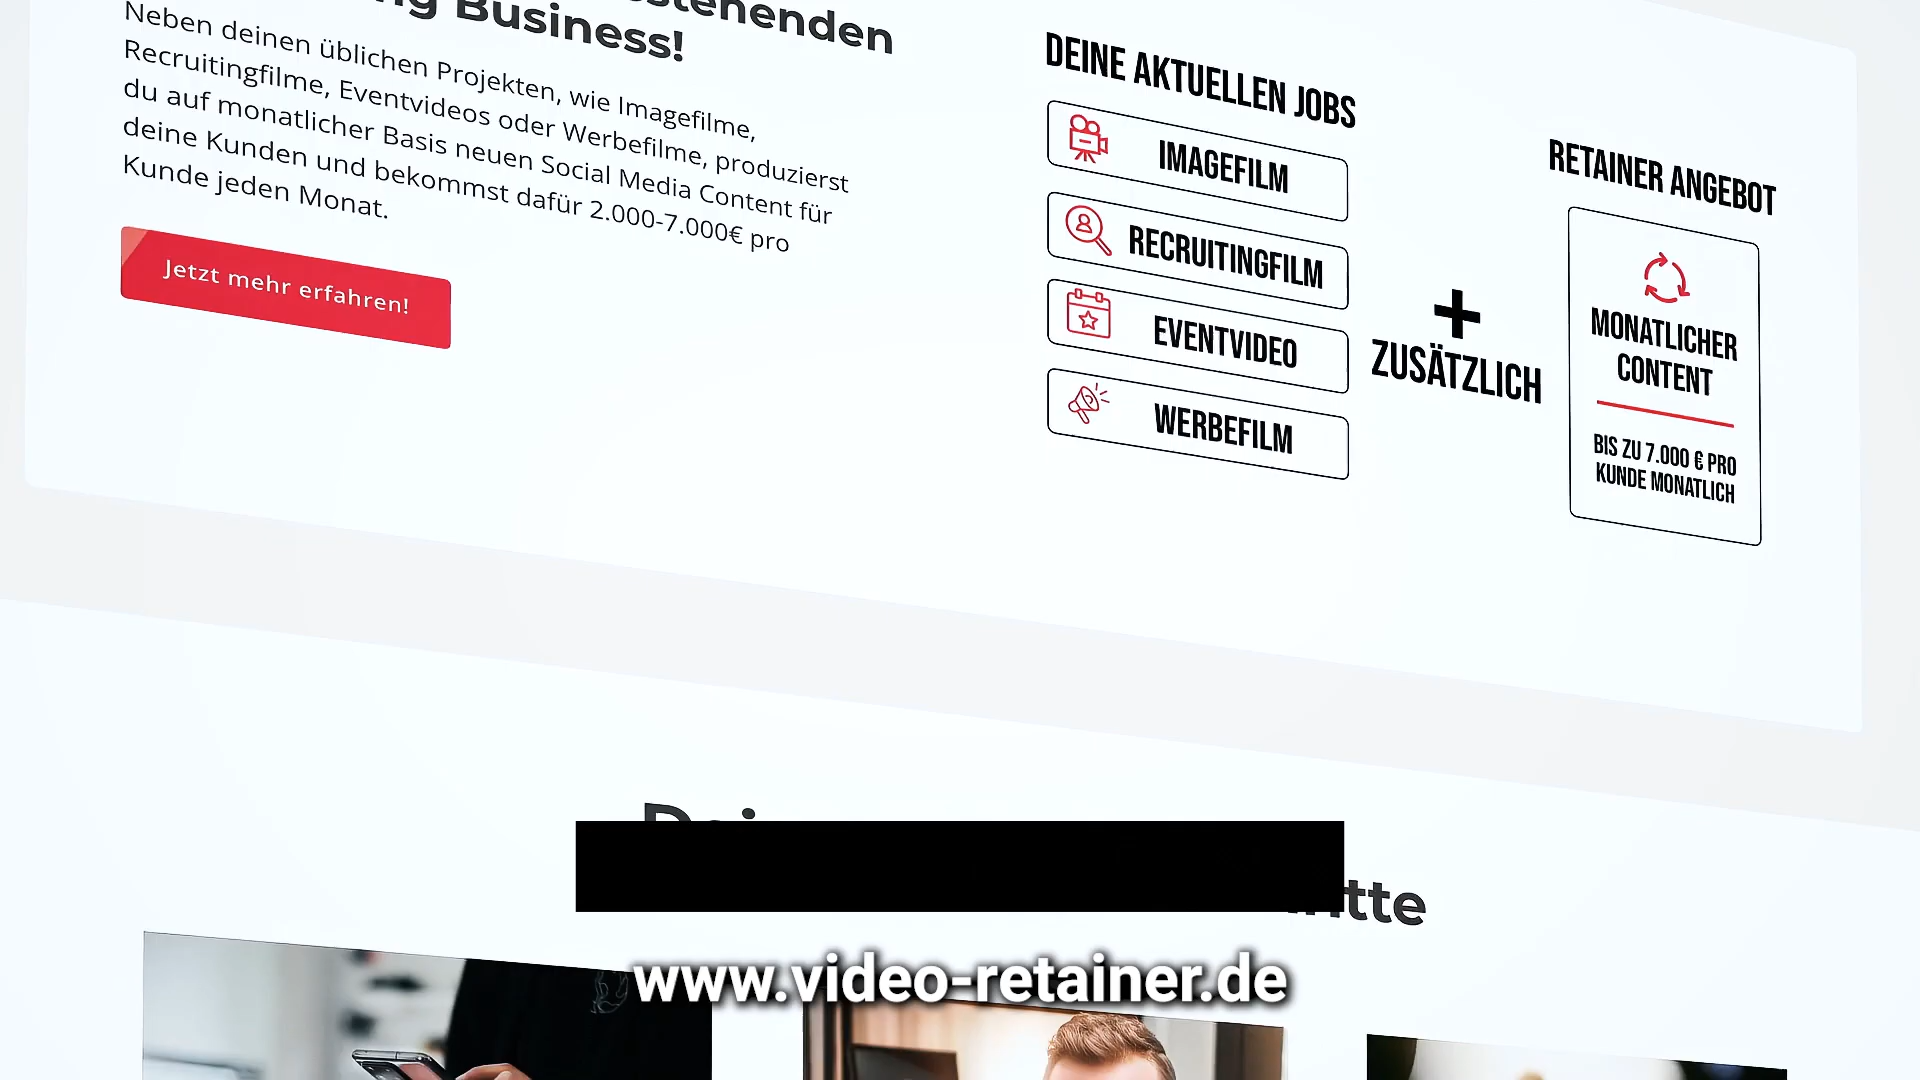 Business!
Neben deinen üblichen Projekten, wie Imagefilme,
Recruitingfilme, Eventvideos oder Werbefilme, produzierst
du auf monatlicher Basis neuen Social Media Content für
deine Kunden und bekommst dafür 2.000-7.000€ pro
Kunde jeden Monat.
Jetzt mehr erfahren!
DEINE AKTUELLEN JOBS
IMAGEFILM
RECRUITINGFILM
EVENTVIDEO
WERBEFILM
+
ZUSÄTZLICH
RETAINER ANGEBOT
MONATLICHER
CONTENT
BIS ZU 7.000 € PRO
KUNDE MONATLICH
www.video-retainer.de